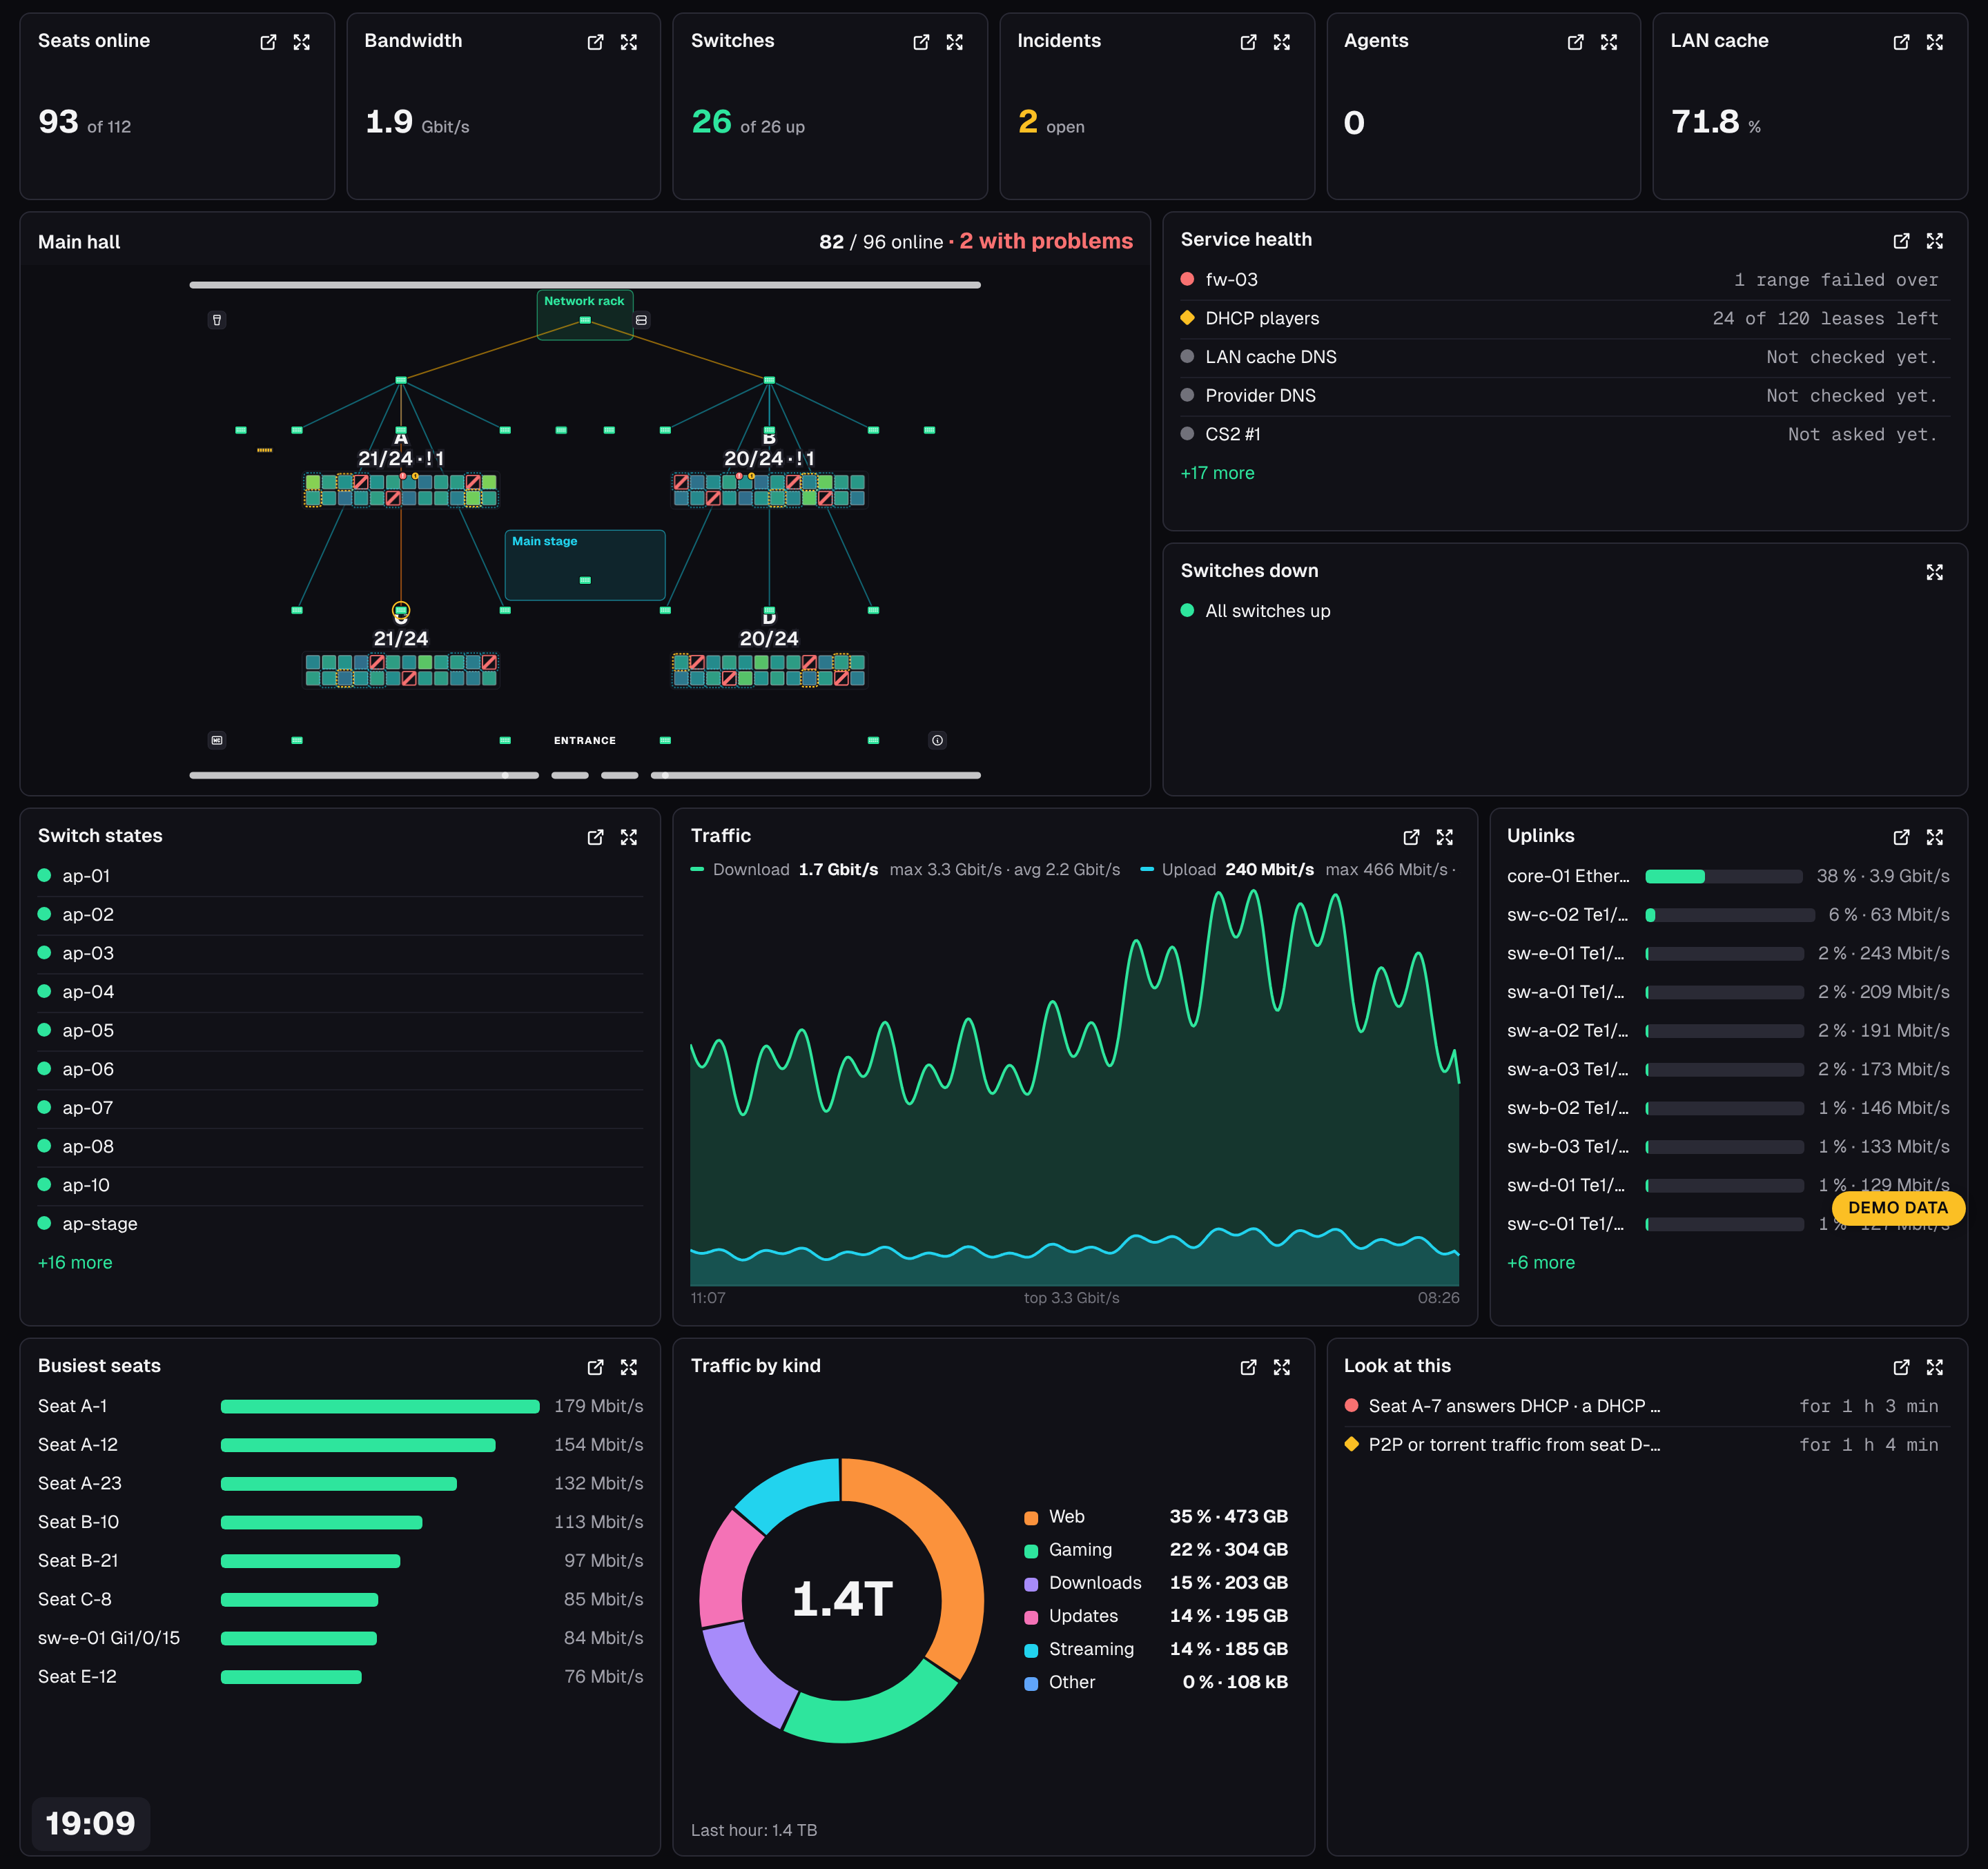 Seats online
93 of 112
Bandwidth
1.9 Gbit/s
Switches
26 of 26 up
Incidents
2 open
Agents
0
LAN cache
71.8 %
Main hall
82 / 96 online · 2 with problems
Network rack
A
21/24 · ! 1
B
20/24 · ! 1
Main stage
21/24
D
20/24
WC
ENTRANCE
Service health
fw-03 1 range failed over
DHCP players 24 of 120 leases left
LAN cache DNS Not checked yet.
Provider DNS Not checked yet.
CS2 #1 Not asked yet.
+17 more
Switches down
All switches up
Switch states
ap-01
ap-02
ap-03
ap-04
ap-05
ap-06
ap-07
ap-08
ap-10
ap-stage
+16 more
Traffic
Download 1.7 Gbit/s max 3.3 Gbit/s · avg 2.2 Gbit/s Upload 240 Mbit/s max 466 Mbit/s ·
11:07 top 3.3 Gbit/s 08:26
Uplinks
core-01 Ether... 38 % · 3.9 Gbit/s
sw-c-02 Te1/... 6 % · 63 Mbit/s
sw-e-01 Te1/... 2 % · 243 Mbit/s
sw-a-01 Te1/... 2 % · 209 Mbit/s
sw-a-02 Te1/... 2 % · 191 Mbit/s
sw-a-03 Te1/... 2 % · 173 Mbit/s
sw-b-02 Te1/... 1 % · 146 Mbit/s
sw-b-03 Te1/... 1 % · 133 Mbit/s
sw-d-01 Te1/... 1 % · 129 Mbit/s
DEMO DATA
sw-c-01 Te1/... 1 %
+6 more
Busiest seats
Seat A-1 179 Mbit/s
Seat A-12 154 Mbit/s
Seat A-23 132 Mbit/s
Seat B-10 113 Mbit/s
Seat B-21 97 Mbit/s
Seat C-8 85 Mbit/s
sw-e-01 Gi1/0/15 84 Mbit/s
Seat E-12 76 Mbit/s
19:09
Traffic by kind
1.4T
Web 35 % · 473 GB
Gaming 22 % · 304 GB
Downloads 15 % · 203 GB
Updates 14 % · 195 GB
Streaming 14 % · 185 GB
Other 0 % · 108 kB
Last hour: 1.4 TB
Look at this
Seat A-7 answers DHCP · a DHCP ... for 1 h 3 min
P2P or torrent traffic from seat D-... for 1 h 4 min